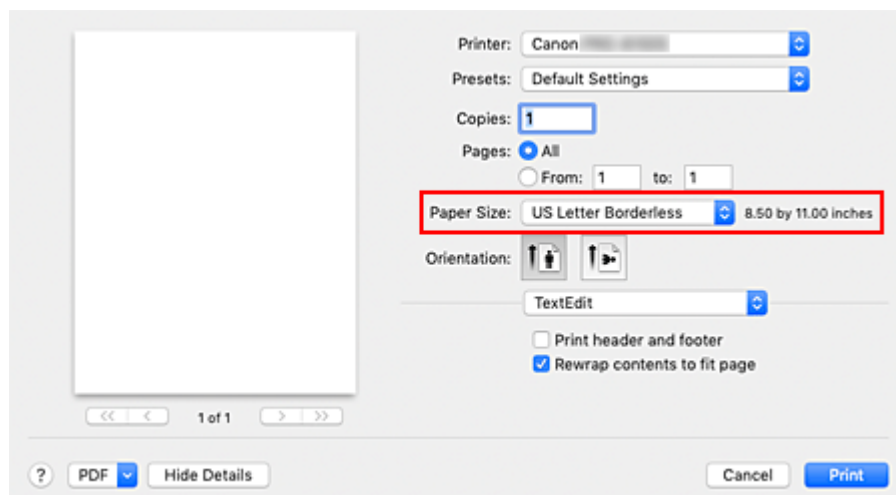 Printer: Canon
Presets: Default Settings
Copies: 1
Pages: All
From: 1 to: 1
Paper Size: US Letter Borderless 8.50 by 11.00 inches
Orientation:
TextEdit
Print header and footer
Rewrap contents to fit page
<< < 1 of 1 > >>
? PDF Hide Details Cancel Print